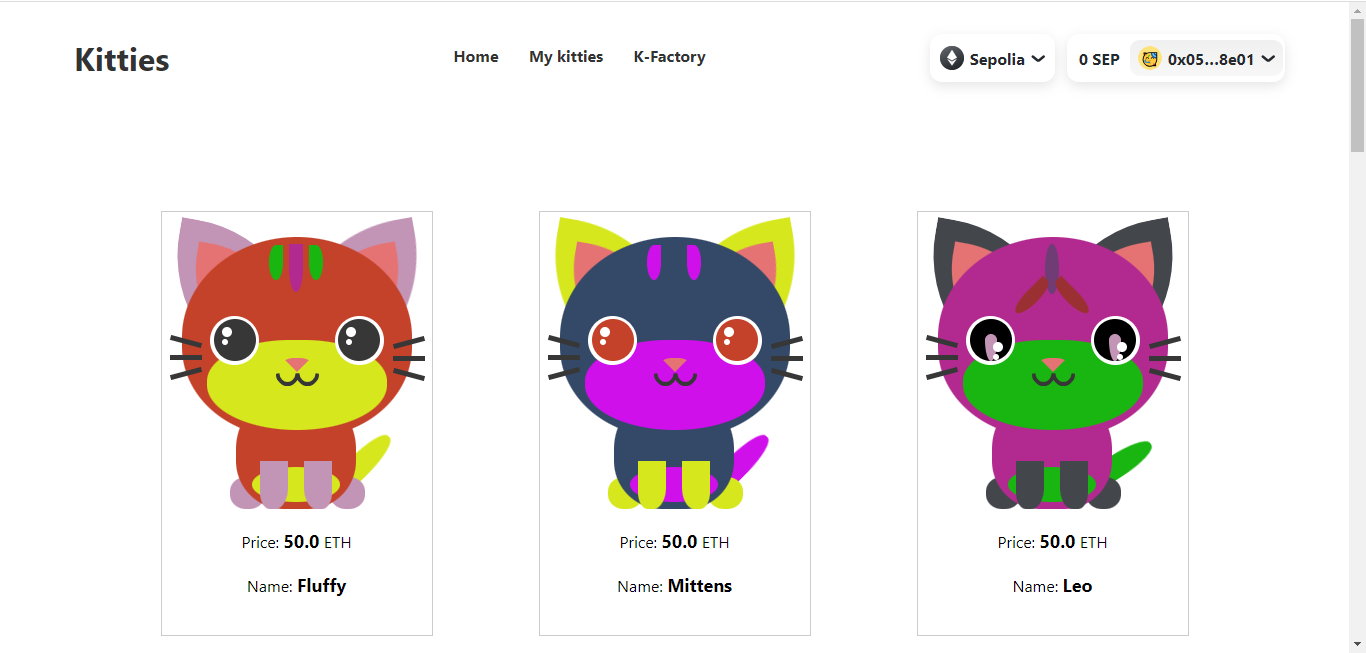 Kitties
Home My kitties K-Factory
Sepolia 0 SEP 0x05...8e01
Price: 50.0 ETH
Name: Fluffy
Price: 50.0 ETH
Name: Mittens
Price: 50.0 ETH
Name: Leo